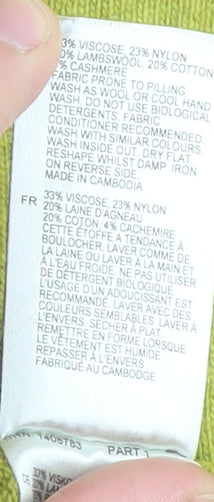 3% VISCOSE, 23% NYLON
0% LAMBSWOOL, 20% COTTON
% CASHMERE
FABRIC PRONE TO PILLING
WASH AS WOOL OR COOL HAND
WASH. DO NOT USE BIOLOGICAL
DETERGENTS. FABRIC
CONDITIONER RECOMMENDED
WASH WITH SIMILAR COLOURS.
WASH INSIDE OUT. DRY FLAT
RESHAPE WHILST DAMP. IRON
ON REVERSE SIDE.
MADE IN CAMBODIA
FR 33% VISCOSE, 23% NYLON
20% LAINE D'AGNEAU
20% COTON, 4% CACHEMIRE
CETTE ÉTOFFE A TENDANCE À
BOULOCHER. LAVER COMME DE
LA LAINE OU LAVER À LA MAIN ET
À L'EAU FROIDE. NE PAS UTILISER
DE DÉTERGENT BIOLOGIQUE.
L'USAGE D'UN ADOUCISSANT EST
RECOMMANDÉ. LAVER AVEC DES
COULEURS SEMBLABLES. LAVER À
L'ENVERS. SÉCHER À PLAT
REMETTRE EN FORME LORSQUE
LE VÊTEMENT EST HUMIDE.
REPASSER À L'ENVERS
FABRIQUÉ AU CAMBODGE
1408783 PART 1
33% VISKO
DE